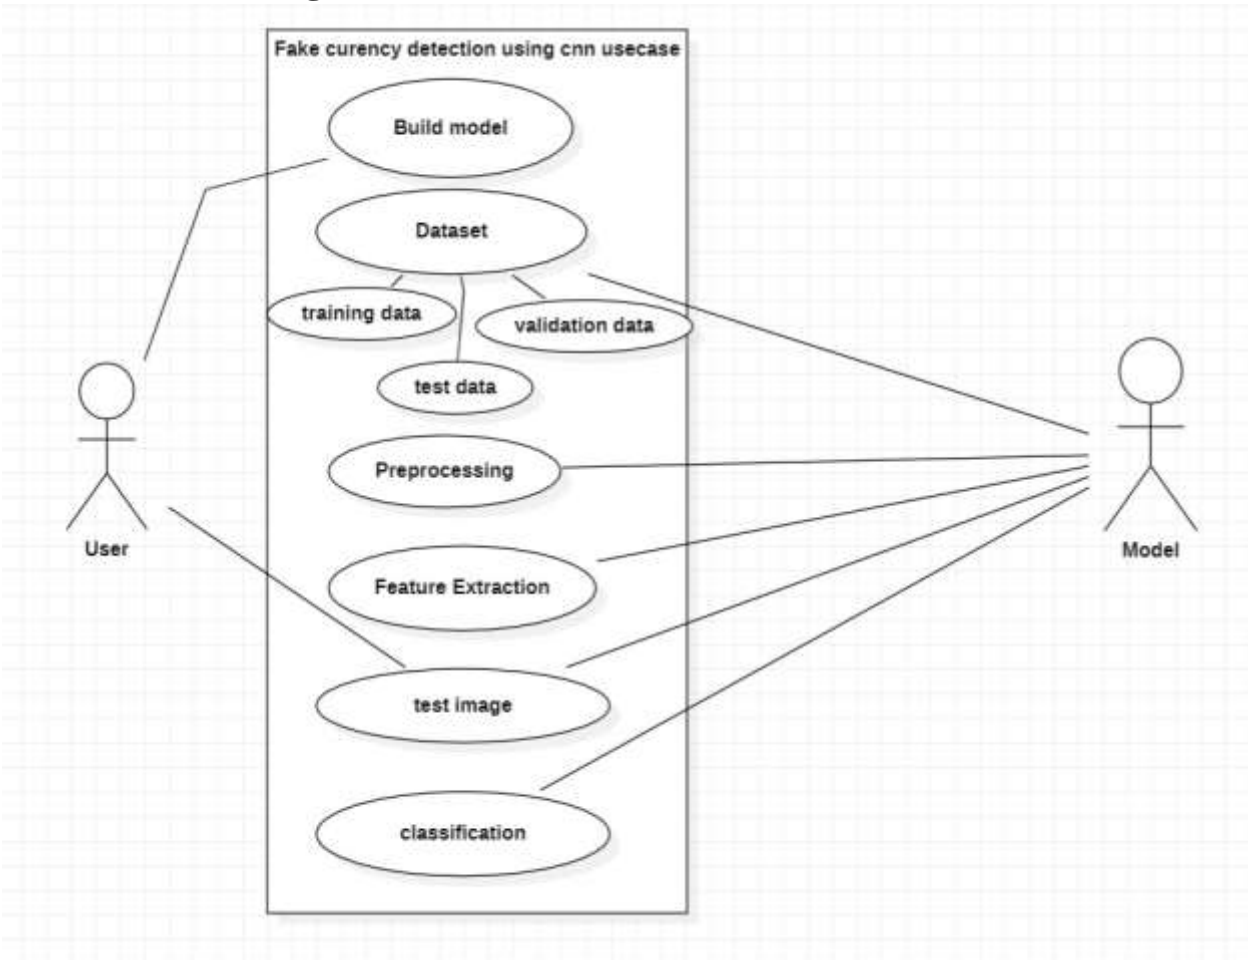 Fake curency detection using cnn usecase
Build model
Dataset
training data
validation data
test data
Preprocessing
User
Model
Feature Extraction
test image
classification